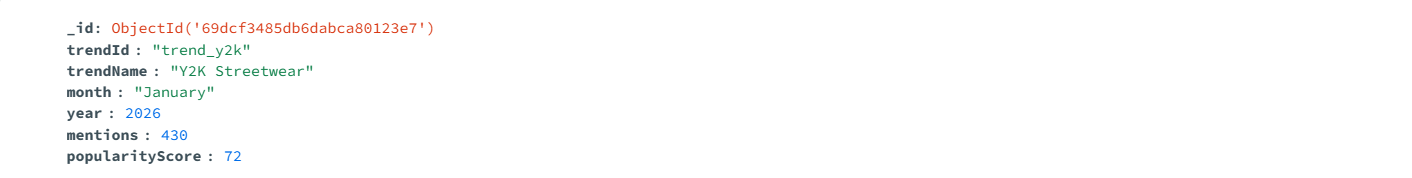 _id: ObjectId('69dcf3485db6dabca80123e7')
trendId : "trend_y2k"
trendName : "Y2K Streetwear"
month : "January"
year : 2026
mentions : 430
popularityScore : 72